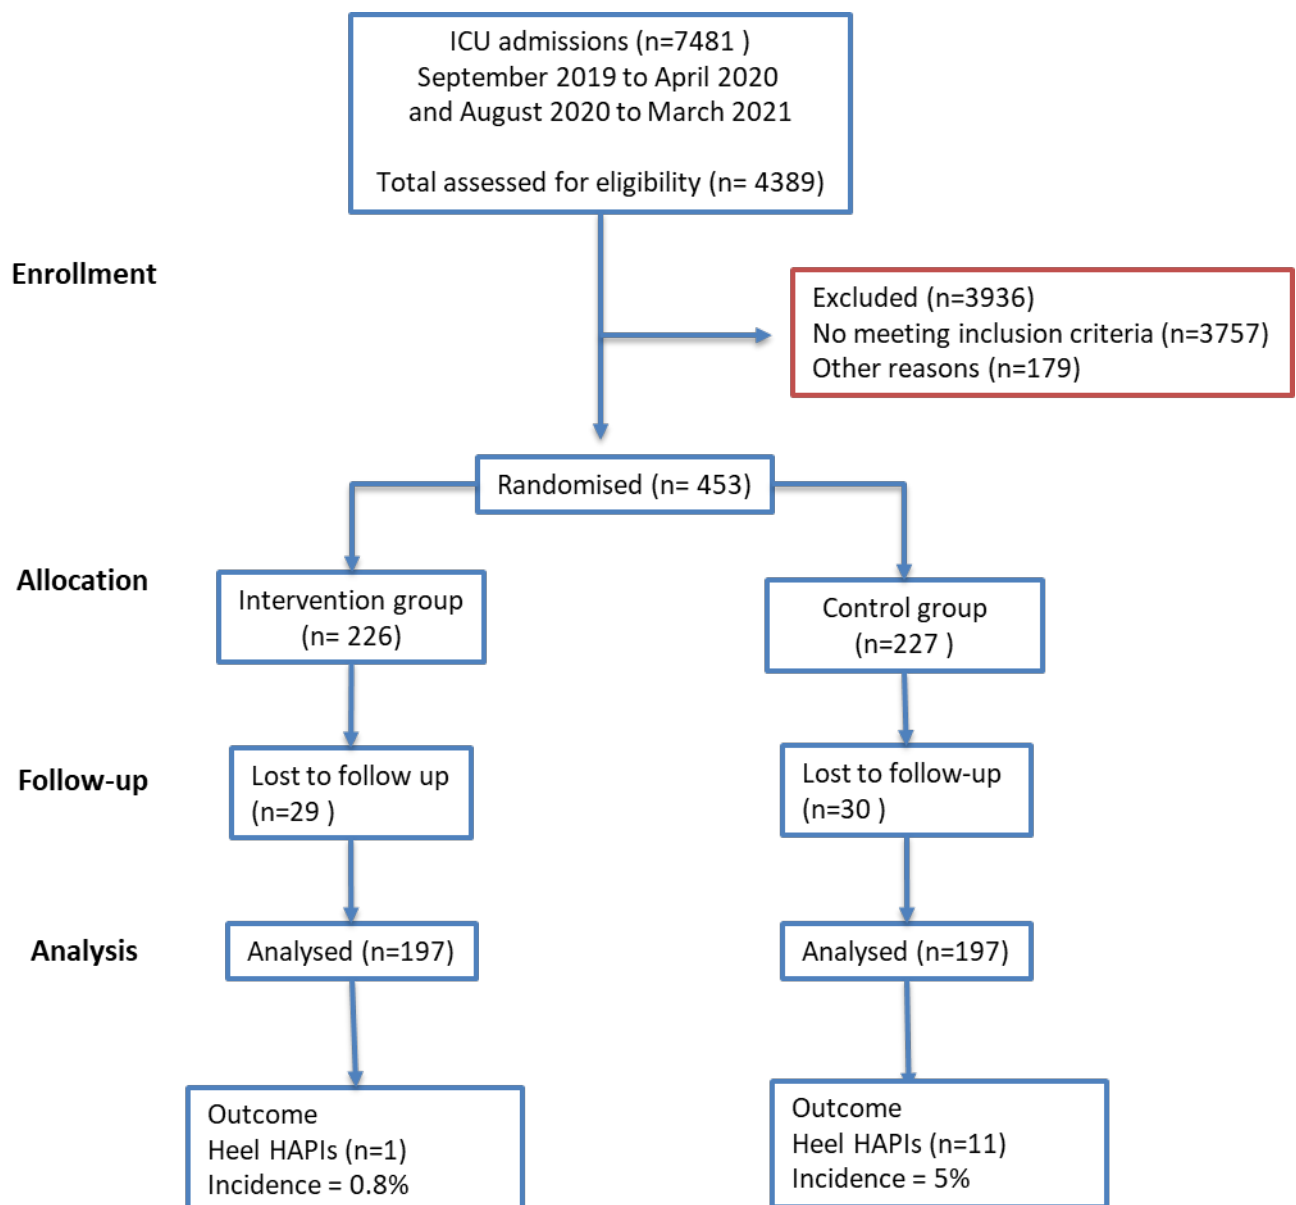 ICU admissions (n=7481 )
September 2019 to April 2020
and August 2020 to March 2021
Total assessed for eligibility (n= 4389)
Enrollment
Excluded (n=3936)
No meeting inclusion criteria (n=3757)
Other reasons (n=179)
Randomised (n= 453)
Allocation
Intervention group
(n= 226)
Control group
(n=227 )
Follow-up
Lost to follow up
(n=29 )
Lost to follow-up
(n=30 )
Analysis
Analysed (n=197)
Analysed (n=197)
Outcome
Heel HAPIs (n=1)
Incidence = 0.8%
Outcome
Heel HAPIs (n=11)
Incidence = 5%